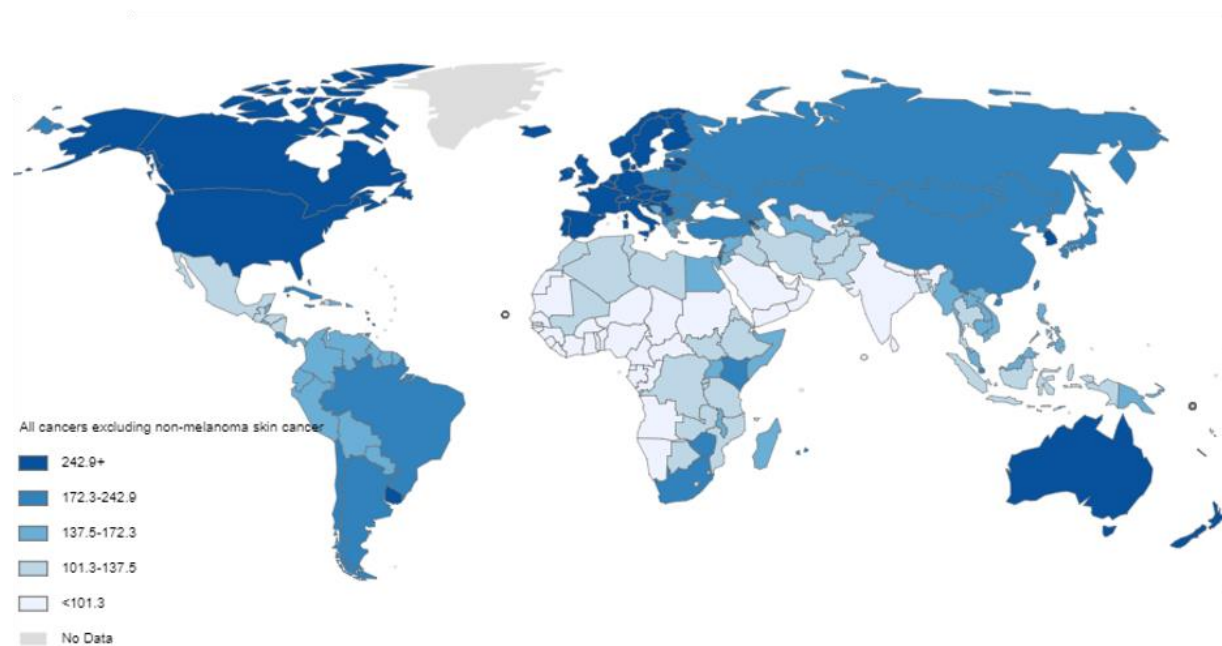 All cancers excluding non-melanoma skin cancer
242.9+
172.3-242.9
137.5-172.3
101.3-137.5
<101.3
No Data